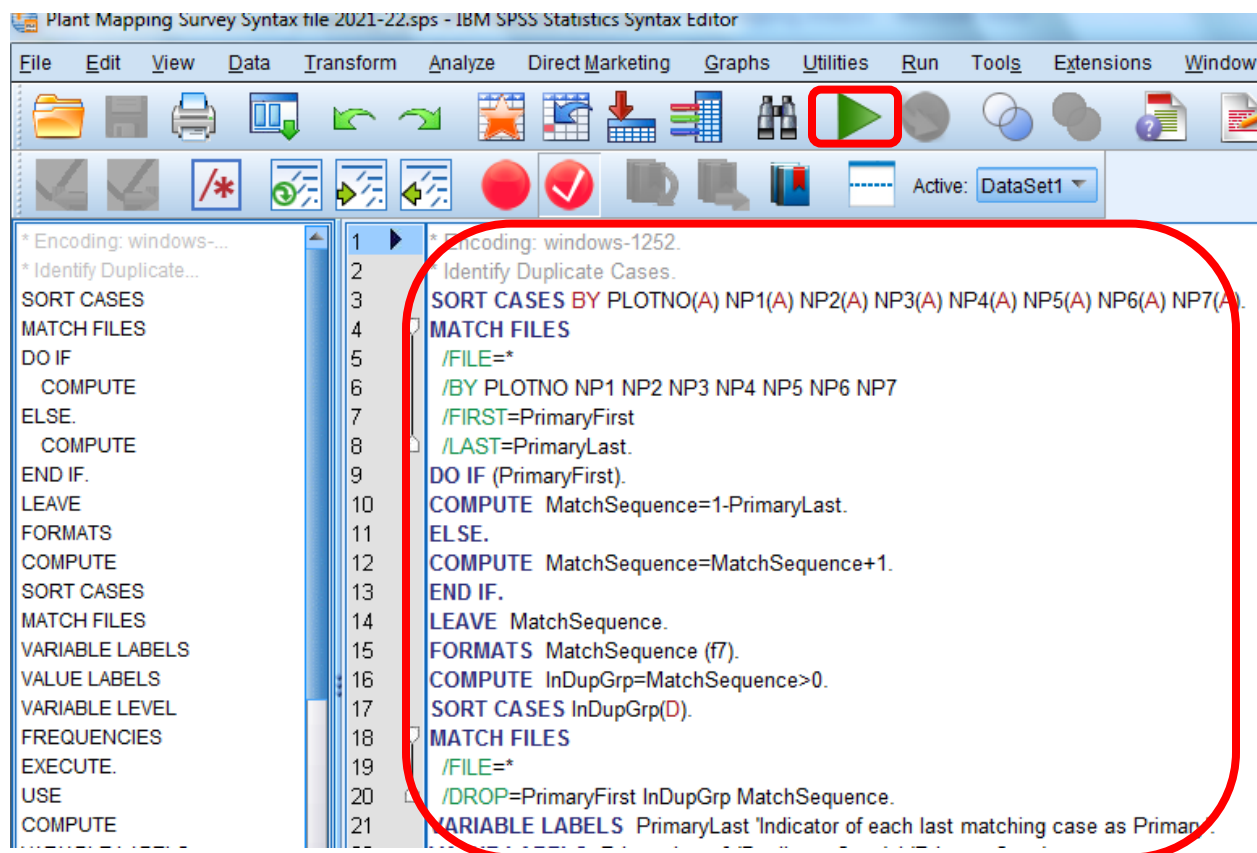 Plant Mapping Survey Syntax file 2021-22.sps - IBM SPSS Statistics Syntax Editor
File Edit View Data Transform Analyze Direct Marketing Graphs Utilities Run Tools Extensions Window
/*
Active: DataSet1
* Encoding: windows-...
* Identify Duplicate...
SORT CASES
MATCH FILES
DO IF
COMPUTE
ELSE.
COMPUTE
END IF.
LEAVE
FORMATS
COMPUTE
SORT CASES
MATCH FILES
VARIABLE LABELS
VALUE LABELS
VARIABLE LEVEL
FREQUENCIES
EXECUTE.
USE
COMPUTE
1 * Encoding: windows-1252.
2 * Identify Duplicate Cases.
3 SORT CASES BY PLOTNO(A) NP1(A) NP2(A) NP3(A) NP4(A) NP5(A) NP6(A) NP7(A).
4 MATCH FILES
5 /FILE=*
6 /BY PLOTNO NP1 NP2 NP3 NP4 NP5 NP6 NP7
7 /FIRST=PrimaryFirst
8 /LAST=PrimaryLast.
9 DO IF (PrimaryFirst).
10 COMPUTE MatchSequence=1-PrimaryLast.
11 ELSE.
12 COMPUTE MatchSequence=MatchSequence+1.
13 END IF.
14 LEAVE MatchSequence.
15 FORMATS MatchSequence (f7).
16 COMPUTE InDupGrp=MatchSequence>0.
17 SORT CASES InDupGrp(D).
18 MATCH FILES
19 /FILE=*
20 /DROP=PrimaryFirst InDupGrp MatchSequence.
21 VARIABLE LABELS PrimaryLast 'Indicator of each last matching case as Primary'.